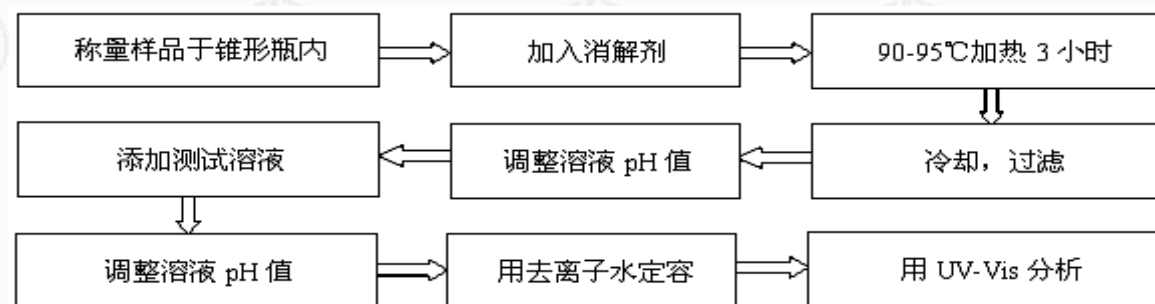 称量样品于锥形瓶内
加入消解剂
90-95℃加热 3 小时
冷却，过滤
调整溶液 pH 值
添加测试溶液
调整溶液 pH 值
用去离子水定容
用 UV-Vis 分析